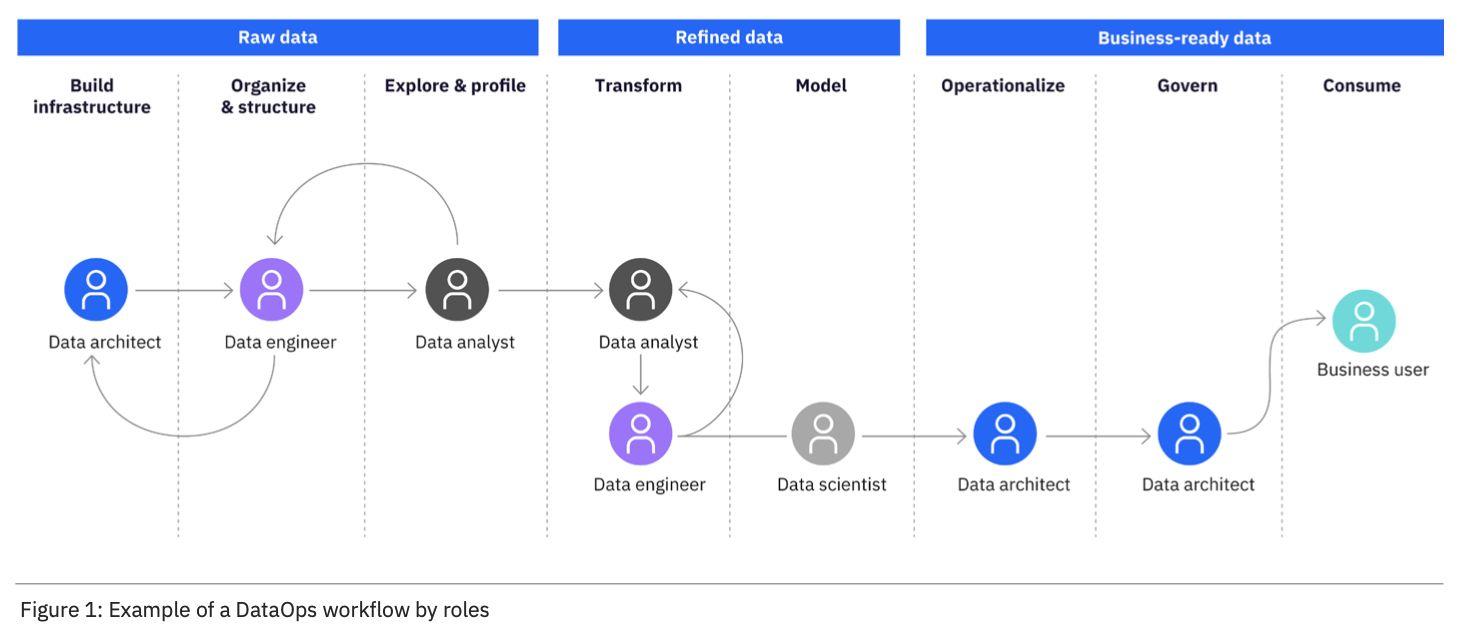 Raw data
Refined data
Business-ready data
Build
infrastructure
Organize
& structure
Explore & profile
Transform
Model
Operationalize
Govern
Consume
Data architect
Data engineer
Data analyst
Data analyst
Business user
Data engineer
Data scientist
Data architect
Data architect
Figure 1: Example of a DataOps workflow by roles